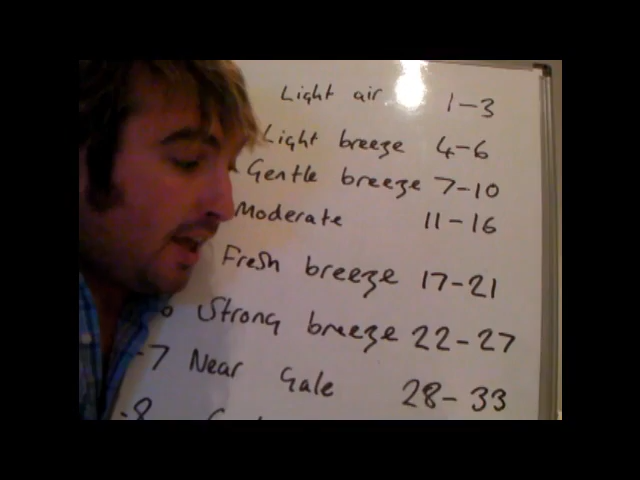 Light air 1-3
Light breeze 4-6
Gentle breeze 7-10
Moderate 11-16
Fresh breeze 17-21
Strong breeze 22-27
-7 Near Gale 28-33
-8